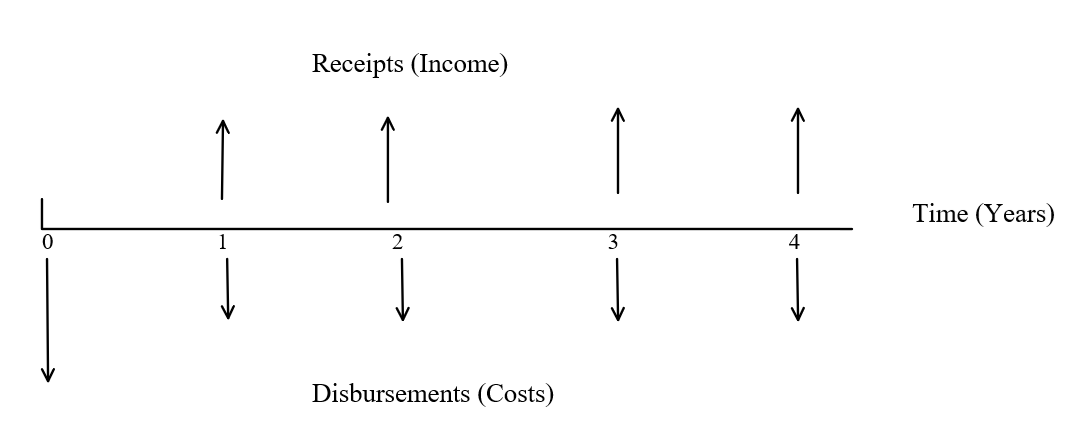 Receipts (Income)
Time (Years)
0 1 2 3 4
Disbursements (Costs)